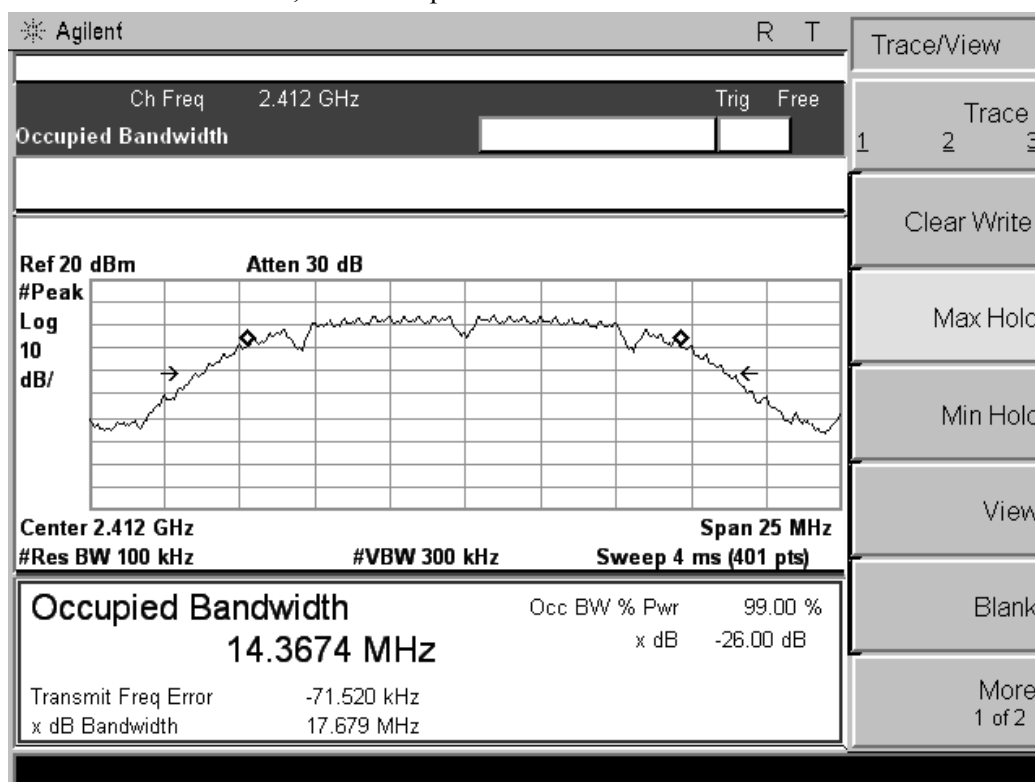 Agilent R T
Trace/View
Ch Freq 2.412 GHz Trig Free
Occupied Bandwidth
Trace
1 2 3
Clear Write
Ref 20 dBm Atten 30 dB
#Peak
Log
10
dB/
Max Hold
Min Hold
View
Center 2.412 GHz Span 25 MHz
#Res BW 100 kHz #VBW 300 kHz Sweep 4 ms (401 pts)
Occupied Bandwidth
14.3674 MHz
Occ BW % Pwr 99.00 %
x dB -26.00 dB
Transmit Freq Error -71.520 kHz
x dB Bandwidth 17.679 MHz
Blank
More
1 of 2